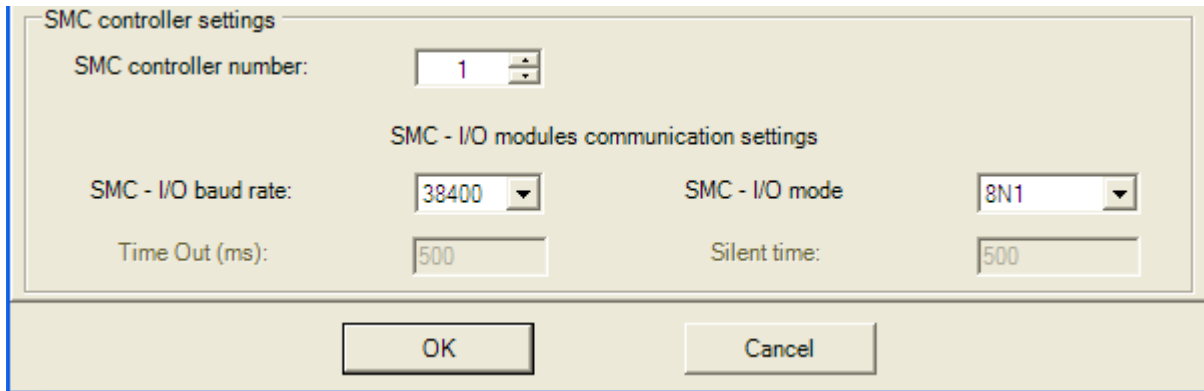 SMC controller settings
SMC controller number: 1
SMC - I/O modules communication settings
SMC - I/O baud rate: 38400 SMC - I/O mode 8N1
Time Out (ms): 500 Silent time: 500
OK Cancel